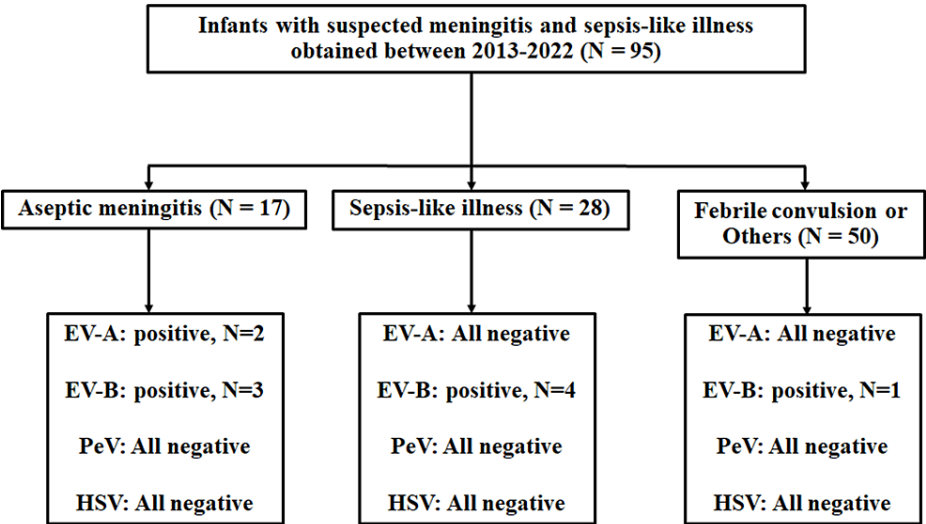 Infants with suspected meningitis and sepsis-like illness
obtained between 2013-2022 (N = 95)
Aseptic meningitis (N = 17)
Sepsis-like illness (N = 28)
Febrile convulsion or
Others (N = 50)
EV-A: positive, N=2
EV-B: positive, N=3
PeV: All negative
HSV: All negative
EV-A: All negative
EV-B: positive, N=4
PeV: All negative
HSV: All negative
EV-A: All negative
EV-B: positive, N=1
PeV: All negative
HSV: All negative